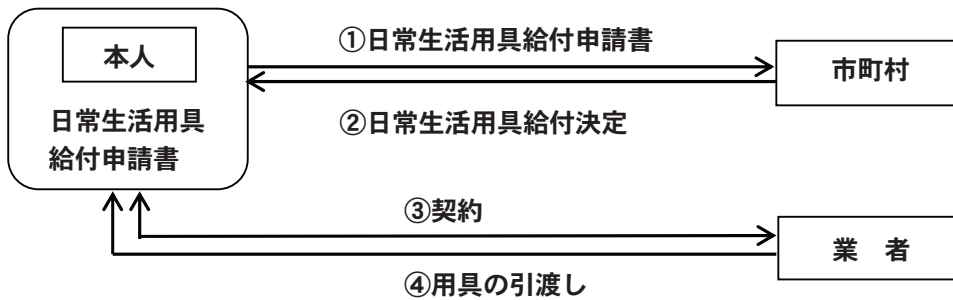 本人
日常生活用具
給付申請書
①日常生活用具給付申請書
市町村
②日常生活用具給付決定
③契約
業　者
④用具の引渡し